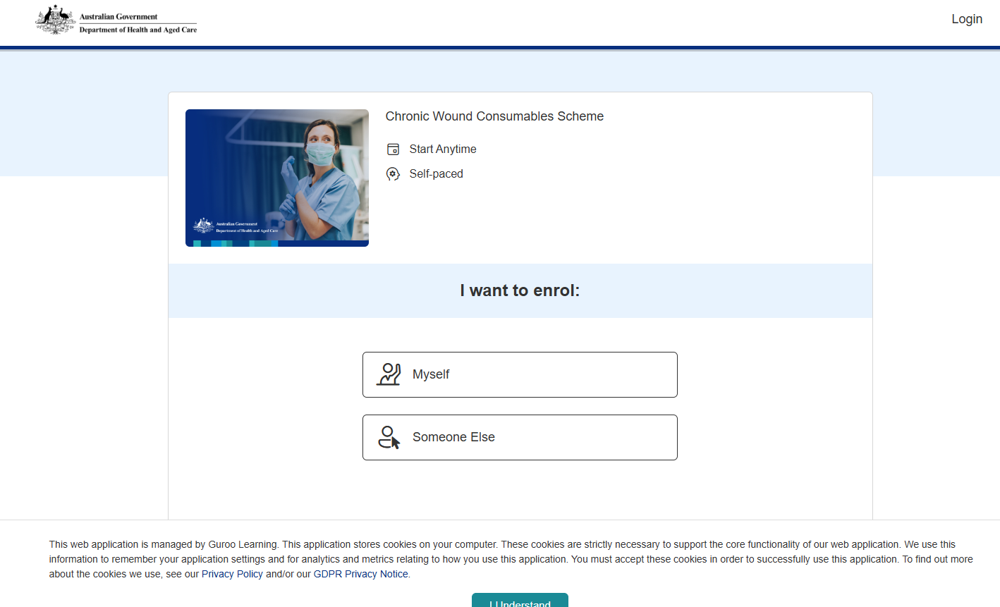 Australian Government
Department of Health and Aged Care
Login
Chronic Wound Consumables Scheme
Start Anytime
Self-paced
Australian Government
Department of Health and Aged Care
I want to enrol:
Myself
Someone Else
This web application is managed by Guroo Learning. This application stores cookies on your computer. These cookies are strictly necessary to support the core functionality of our web application. We use this
information to remember your application settings and for analytics and metrics relating to how you use this application. You must accept these cookies in order to successfully use this application. To find out more
about the cookies we use, see our Privacy Policy and/or our GDPR Privacy Notice.
I Understand